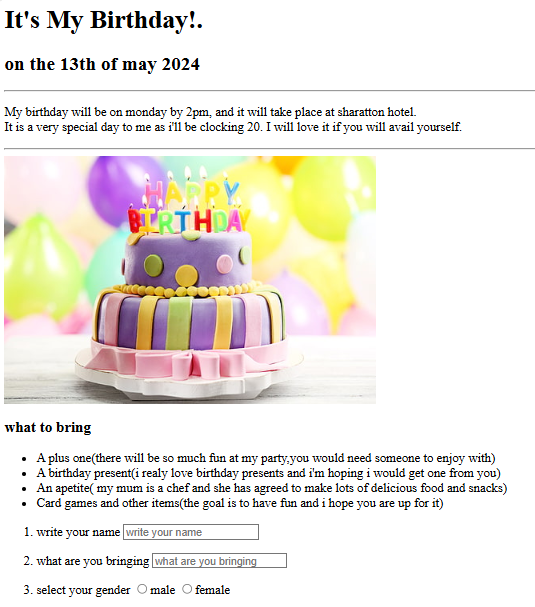 It's My Birthday!.
on the 13th of may 2024
My birthday will be on monday by 2pm, and it will take place at sharatton hotel.
It is a very special day to me as i'll be clocking 20. I will love it if you will avail yourself.
HAPPY
BIRTHDAY
what to bring
A plus one(there will be so much fun at my party,you would need someone to enjoy with)
A birthday present(i realy love birthday presents and i'm hoping i would get one from you)
An apetite( my mum is a chef and she has agreed to make lots of delicious food and snacks)
Card games and other items(the goal is to have fun and i hope you are up for it)
1. write your name write your name
2. what are you bringing what are you bringing
3. select your gender male female